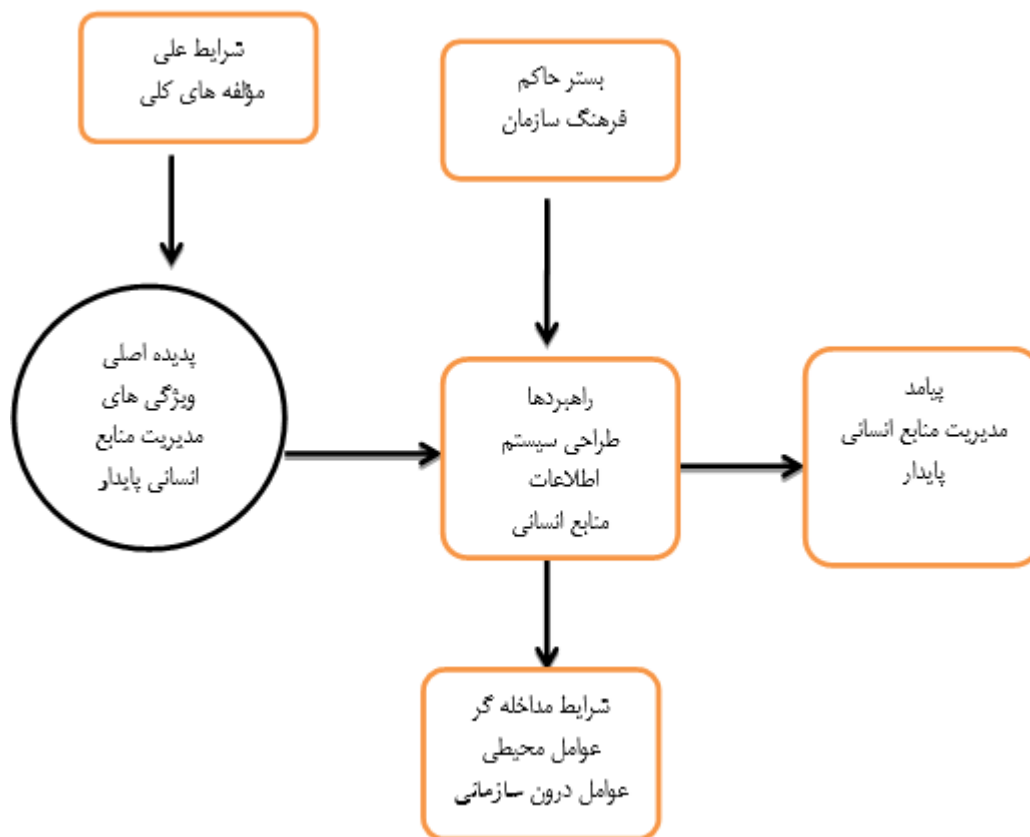 شرایط علی
مؤلفه های کلی
بستر حاکم
فرهنگ سازمان
پدیده اصلی
ویژگی های
مدیریت منابع
انسانی پایدار
راهبردها
طراحی سیستم
اطلاعات
منابع انسانی
پیامد
مدیریت منابع انسانی
پایدار
شرایط مداخله گر
عوامل محیطی
عوامل درون سازمانی